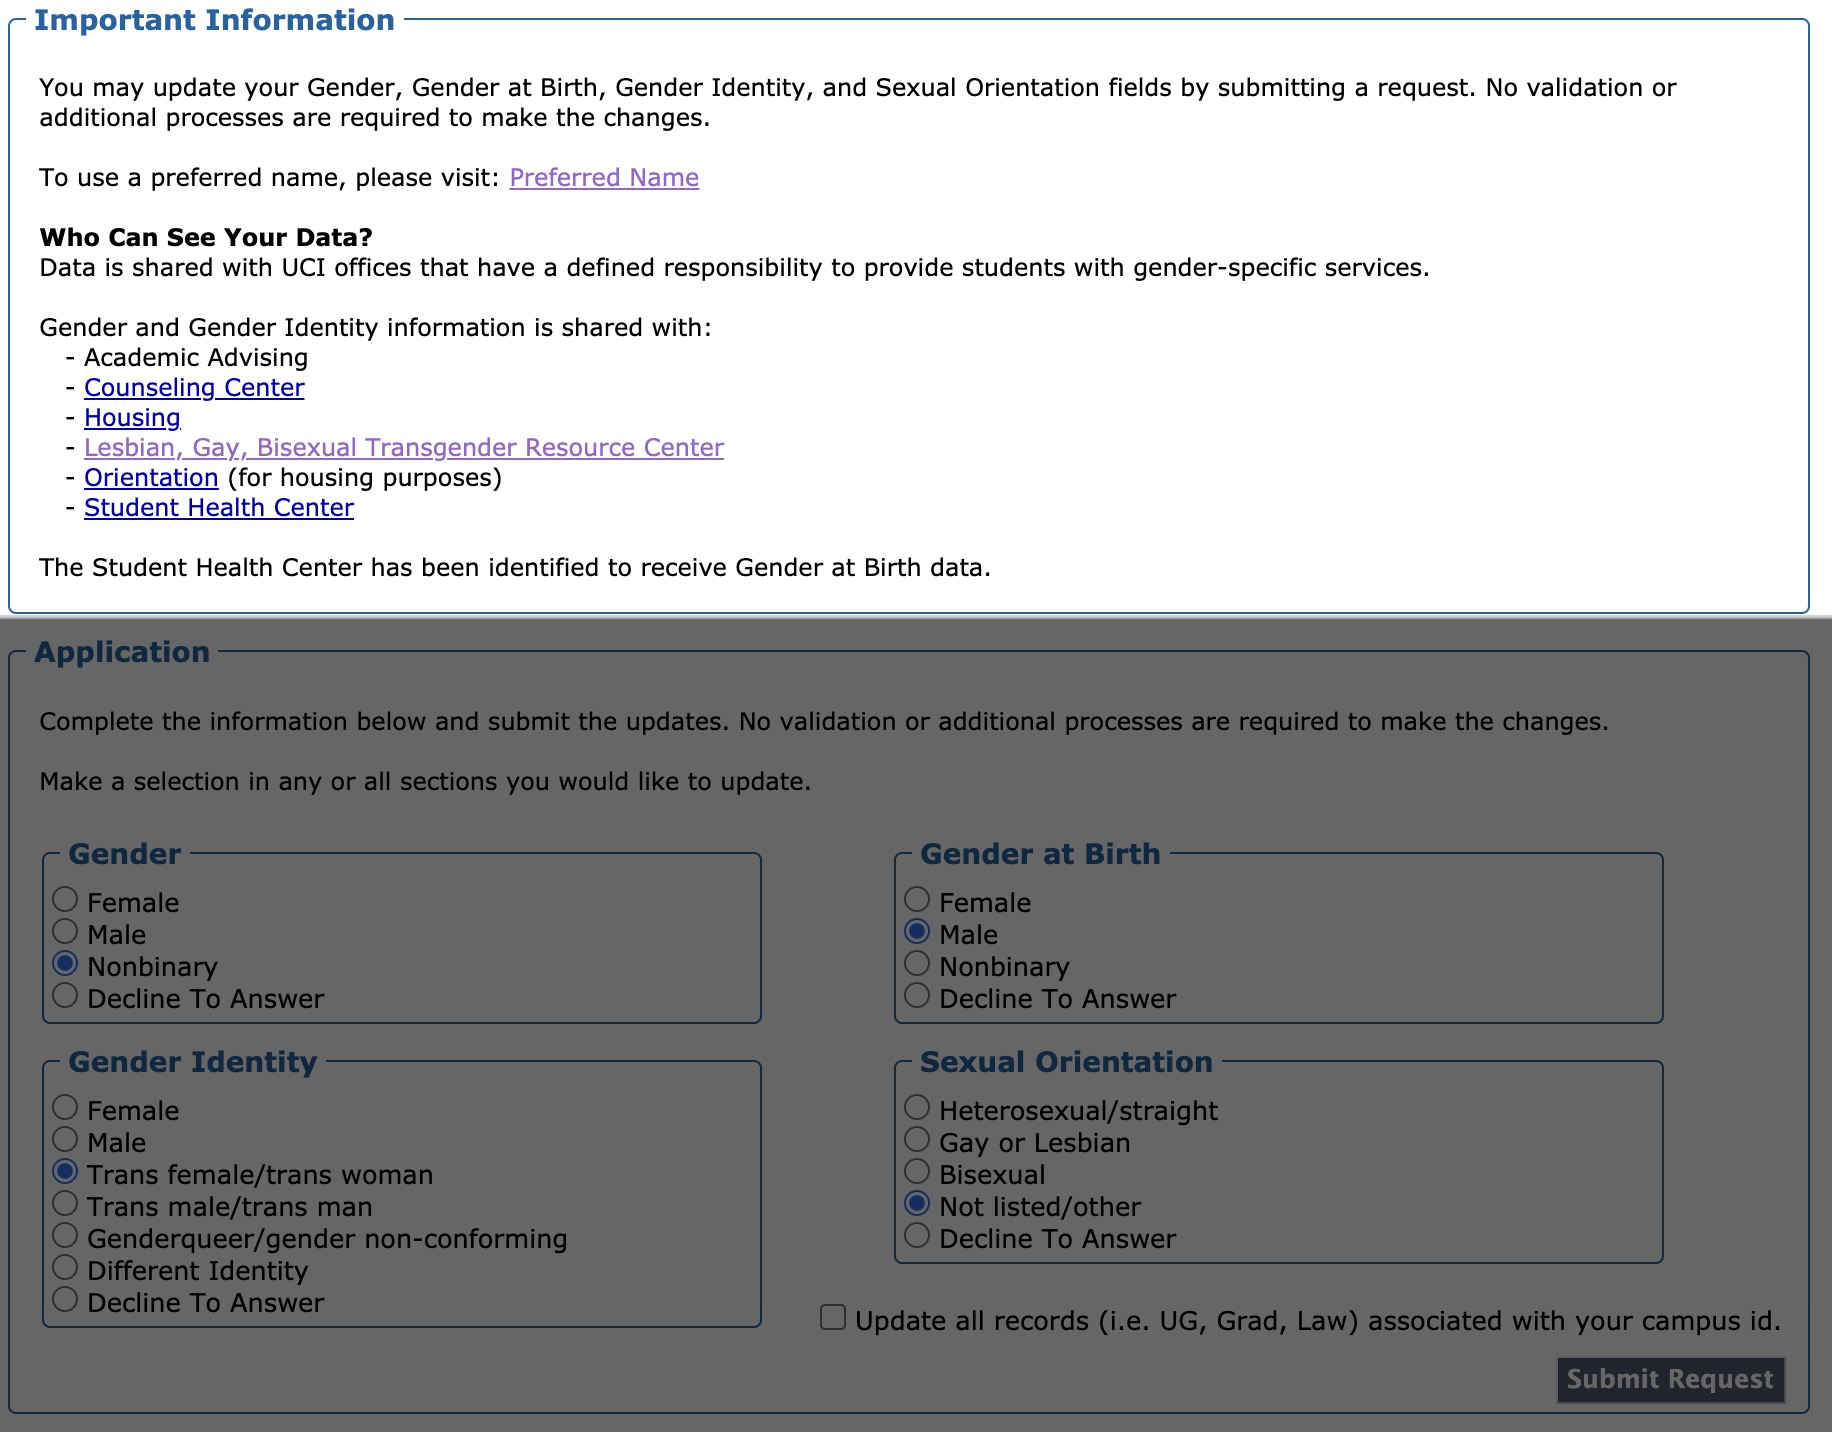 Important Information
You may update your Gender, Gender at Birth, Gender Identity, and Sexual Orientation fields by submitting a request. No validation or
additional processes are required to make the changes.
To use a preferred name, please visit: Preferred Name
Who Can See Your Data?
Data is shared with UCI offices that have a defined responsibility to provide students with gender-specific services.
Gender and Gender Identity information is shared with:
- Academic Advising
- Counseling Center
- Housing
- Lesbian, Gay, Bisexual Transgender Resource Center
- Orientation (for housing purposes)
- Student Health Center
The Student Health Center has been identified to receive Gender at Birth data.
Application
Complete the information below and submit the updates. No validation or additional processes are required to make the changes.
Make a selection in any or all sections you would like to update.
Gender
Female
Male
Nonbinary
Decline To Answer
Gender at Birth
Female
Male
Nonbinary
Decline To Answer
Gender Identity
Female
Male
Trans female/trans woman
Trans male/trans man
Genderqueer/gender non-conforming
Different Identity
Decline To Answer
Sexual Orientation
Heterosexual/straight
Gay or Lesbian
Bisexual
Not listed/other
Decline To Answer
Update all records (i.e. UG, Grad, Law) associated with your campus id.
Submit Request